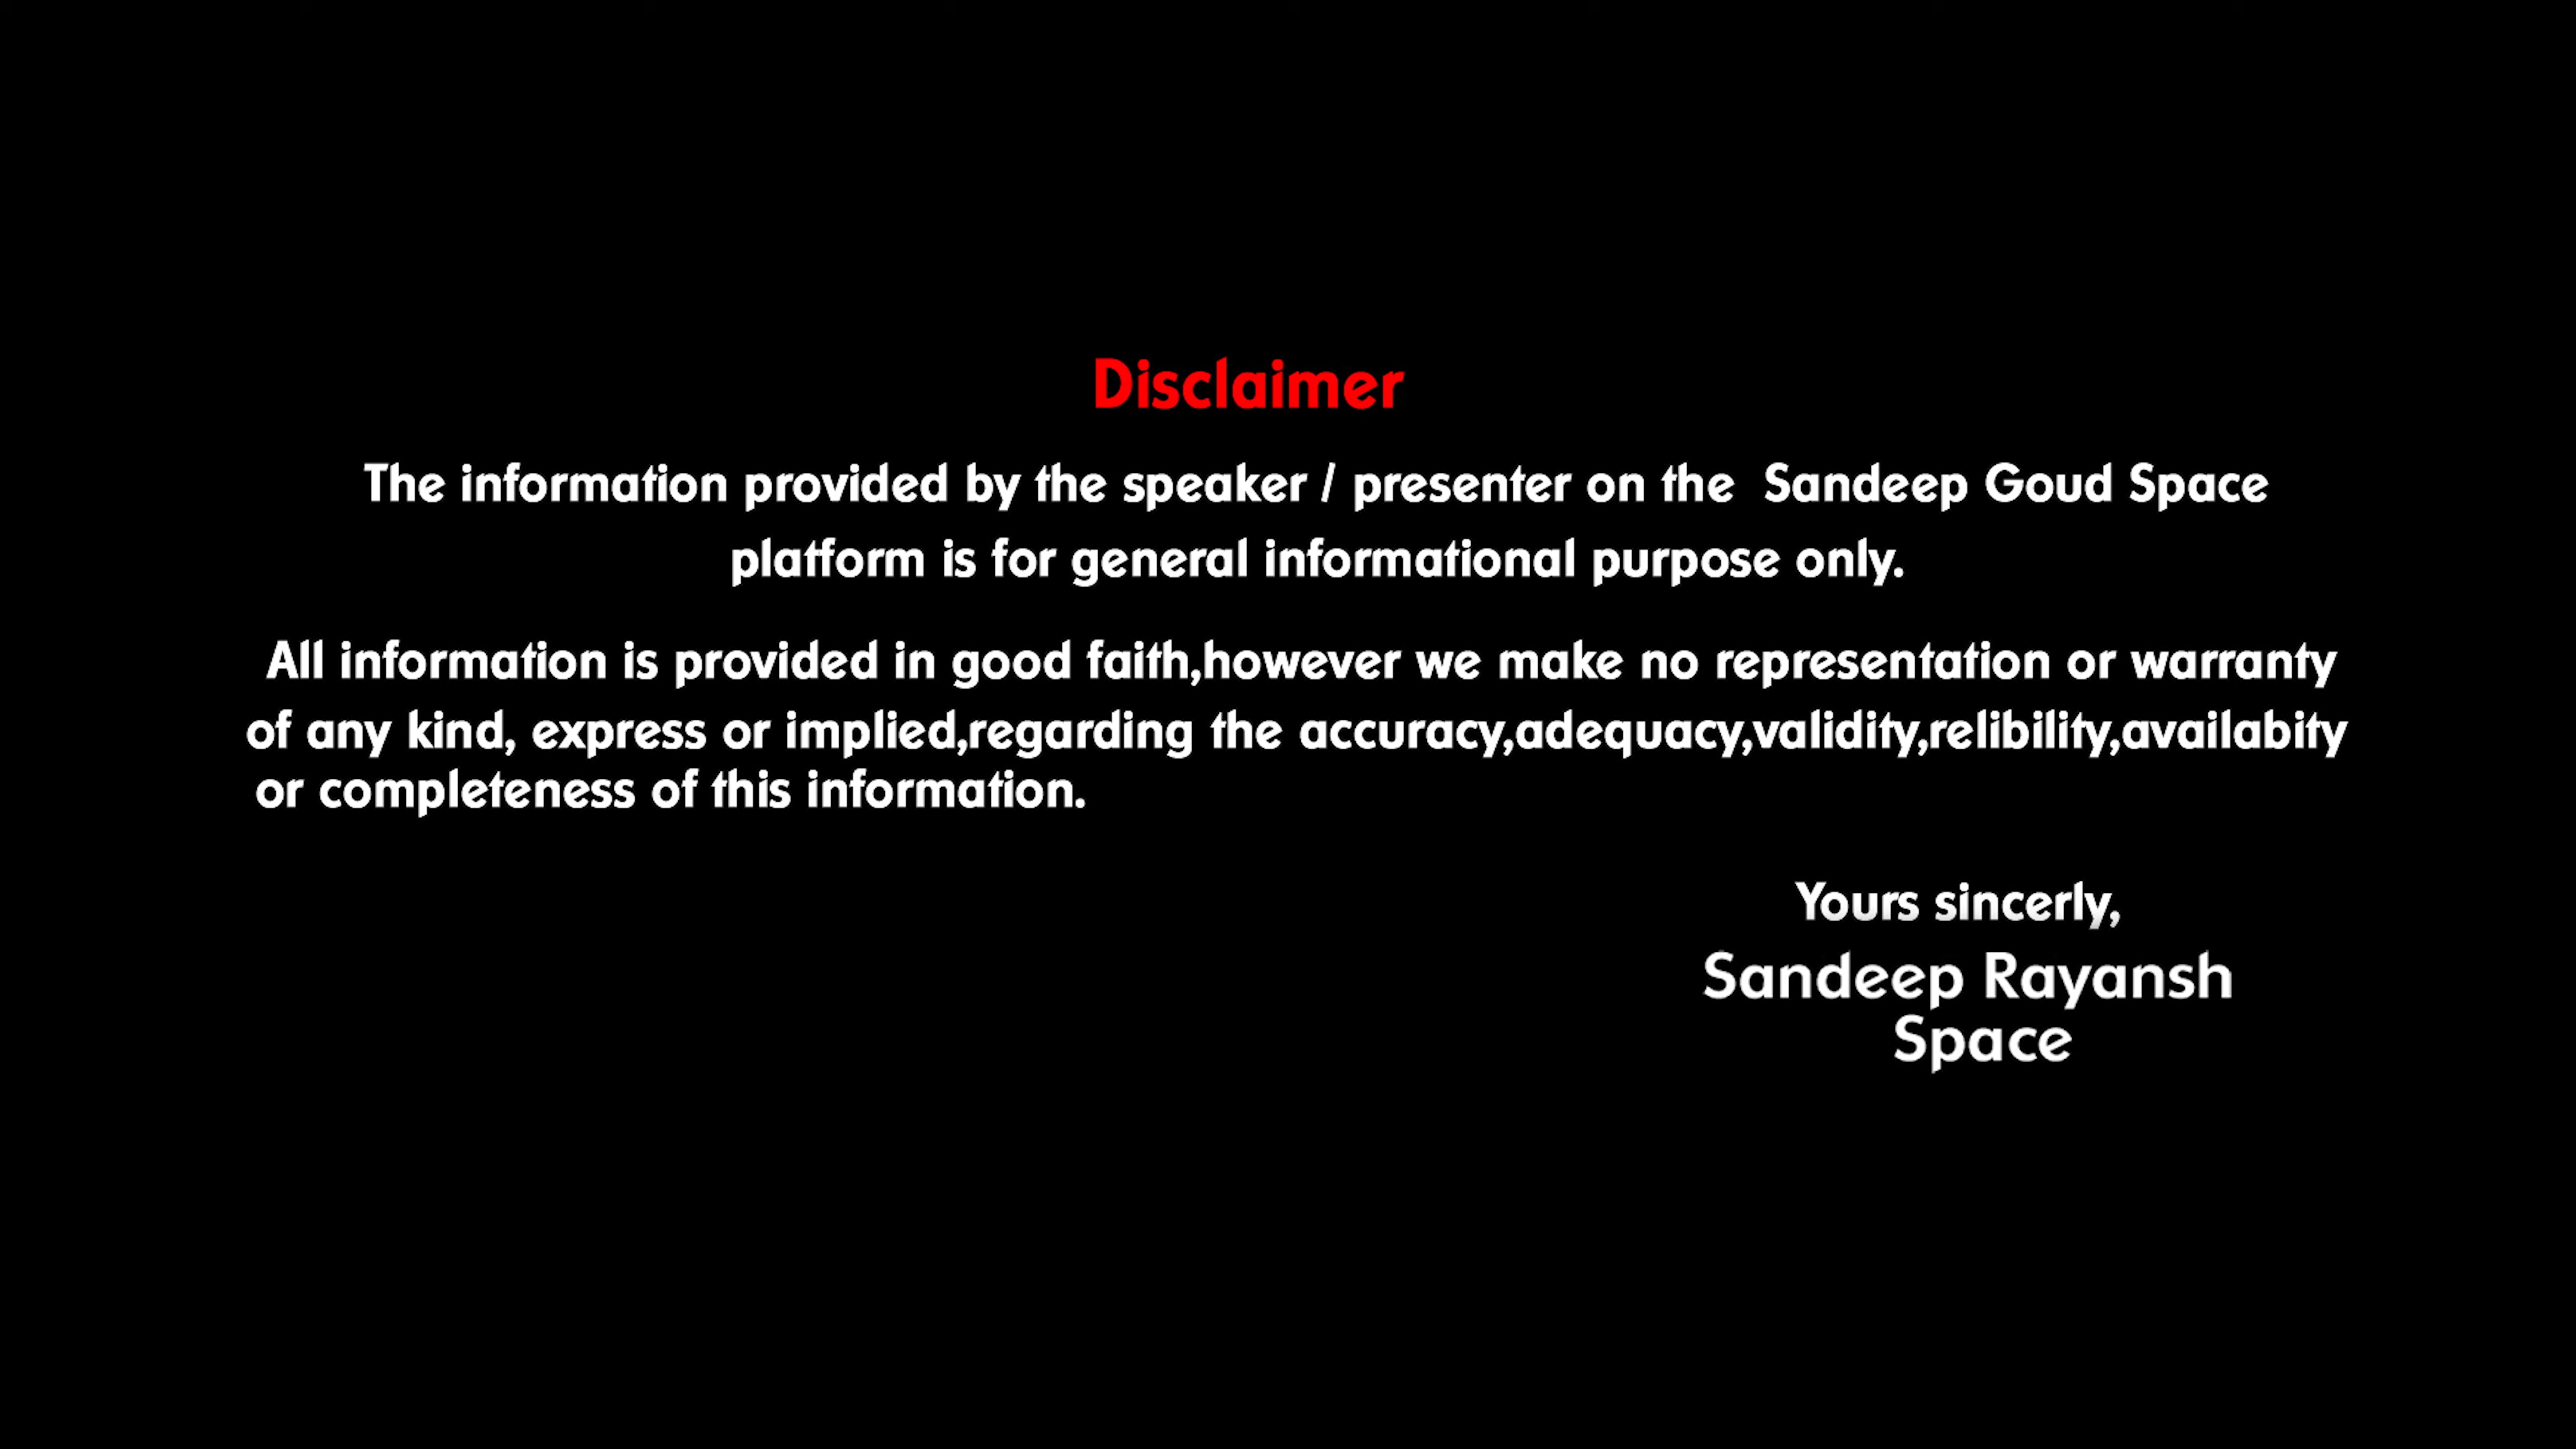 Disclaimer
The information provided by the speaker / presenter on the Sandeep Goud Space
platform is for general informational purpose only.
All information is provided in good faith,however we make no representation or warranty
of any kind, express or implied,regarding the accuracy,adequacy,validity,relibility,availabity
or completeness of this information.
Yours sincerly,
Sandeep Rayansh
Space